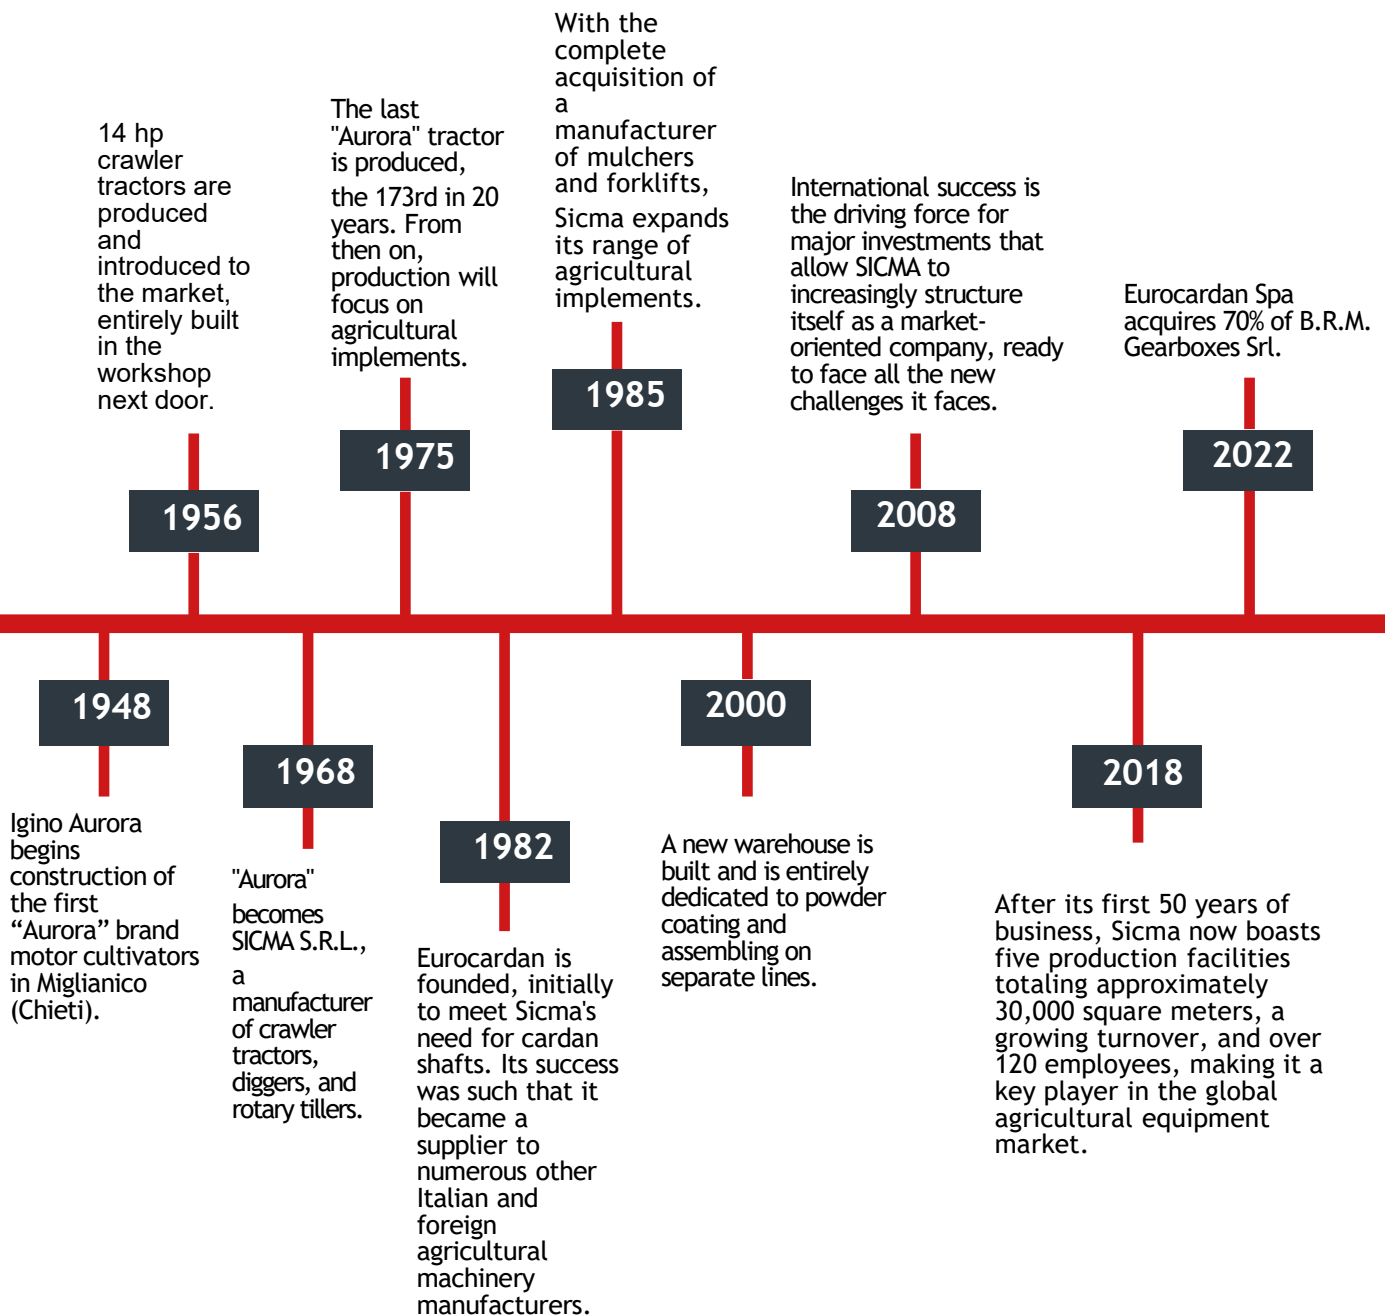 With the
complete
acquisition of
a
manufacturer
of mulchers
and forklifts,
Sicma expands
its range of
agricultural
implements.
1985
The last
"Aurora" tractor
is produced,
the 173rd in 20
years. From
then on,
production will
focus on
agricultural
implements.
1975
14 hp
crawler
tractors are
produced
and
introduced to
the market,
entirely built
in the
workshop
next door.
1956
International success is
the driving force for
major investments that
allow SICMA to
increasingly structure
itself as a market-
oriented company, ready
to face all the new
challenges it faces.
2008
Eurocardan Spa
acquires 70% of B.R.M.
Gearboxes Srl.
2022
1948
Igino Aurora
begins
construction of
the first
“Aurora” brand
motor cultivators
in Miglianico
(Chieti).
1968
"Aurora"
becomes
SICMA S.R.L.,
a
manufacturer
of crawler
tractors,
diggers, and
rotary tillers.
1982
Eurocardan is
founded, initially
to meet Sicma's
need for cardan
shafts. Its success
was such that it
became a
supplier to
numerous other
Italian and
foreign
agricultural
machinery
manufacturers.
2000
A new warehouse is
built and is entirely
dedicated to powder
coating and
assembling on
separate lines.
2018
After its first 50 years of
business, Sicma now boasts
five production facilities
totaling approximately
30,000 square meters, a
growing turnover, and over
120 employees, making it a
key player in the global
agricultural equipment
market.